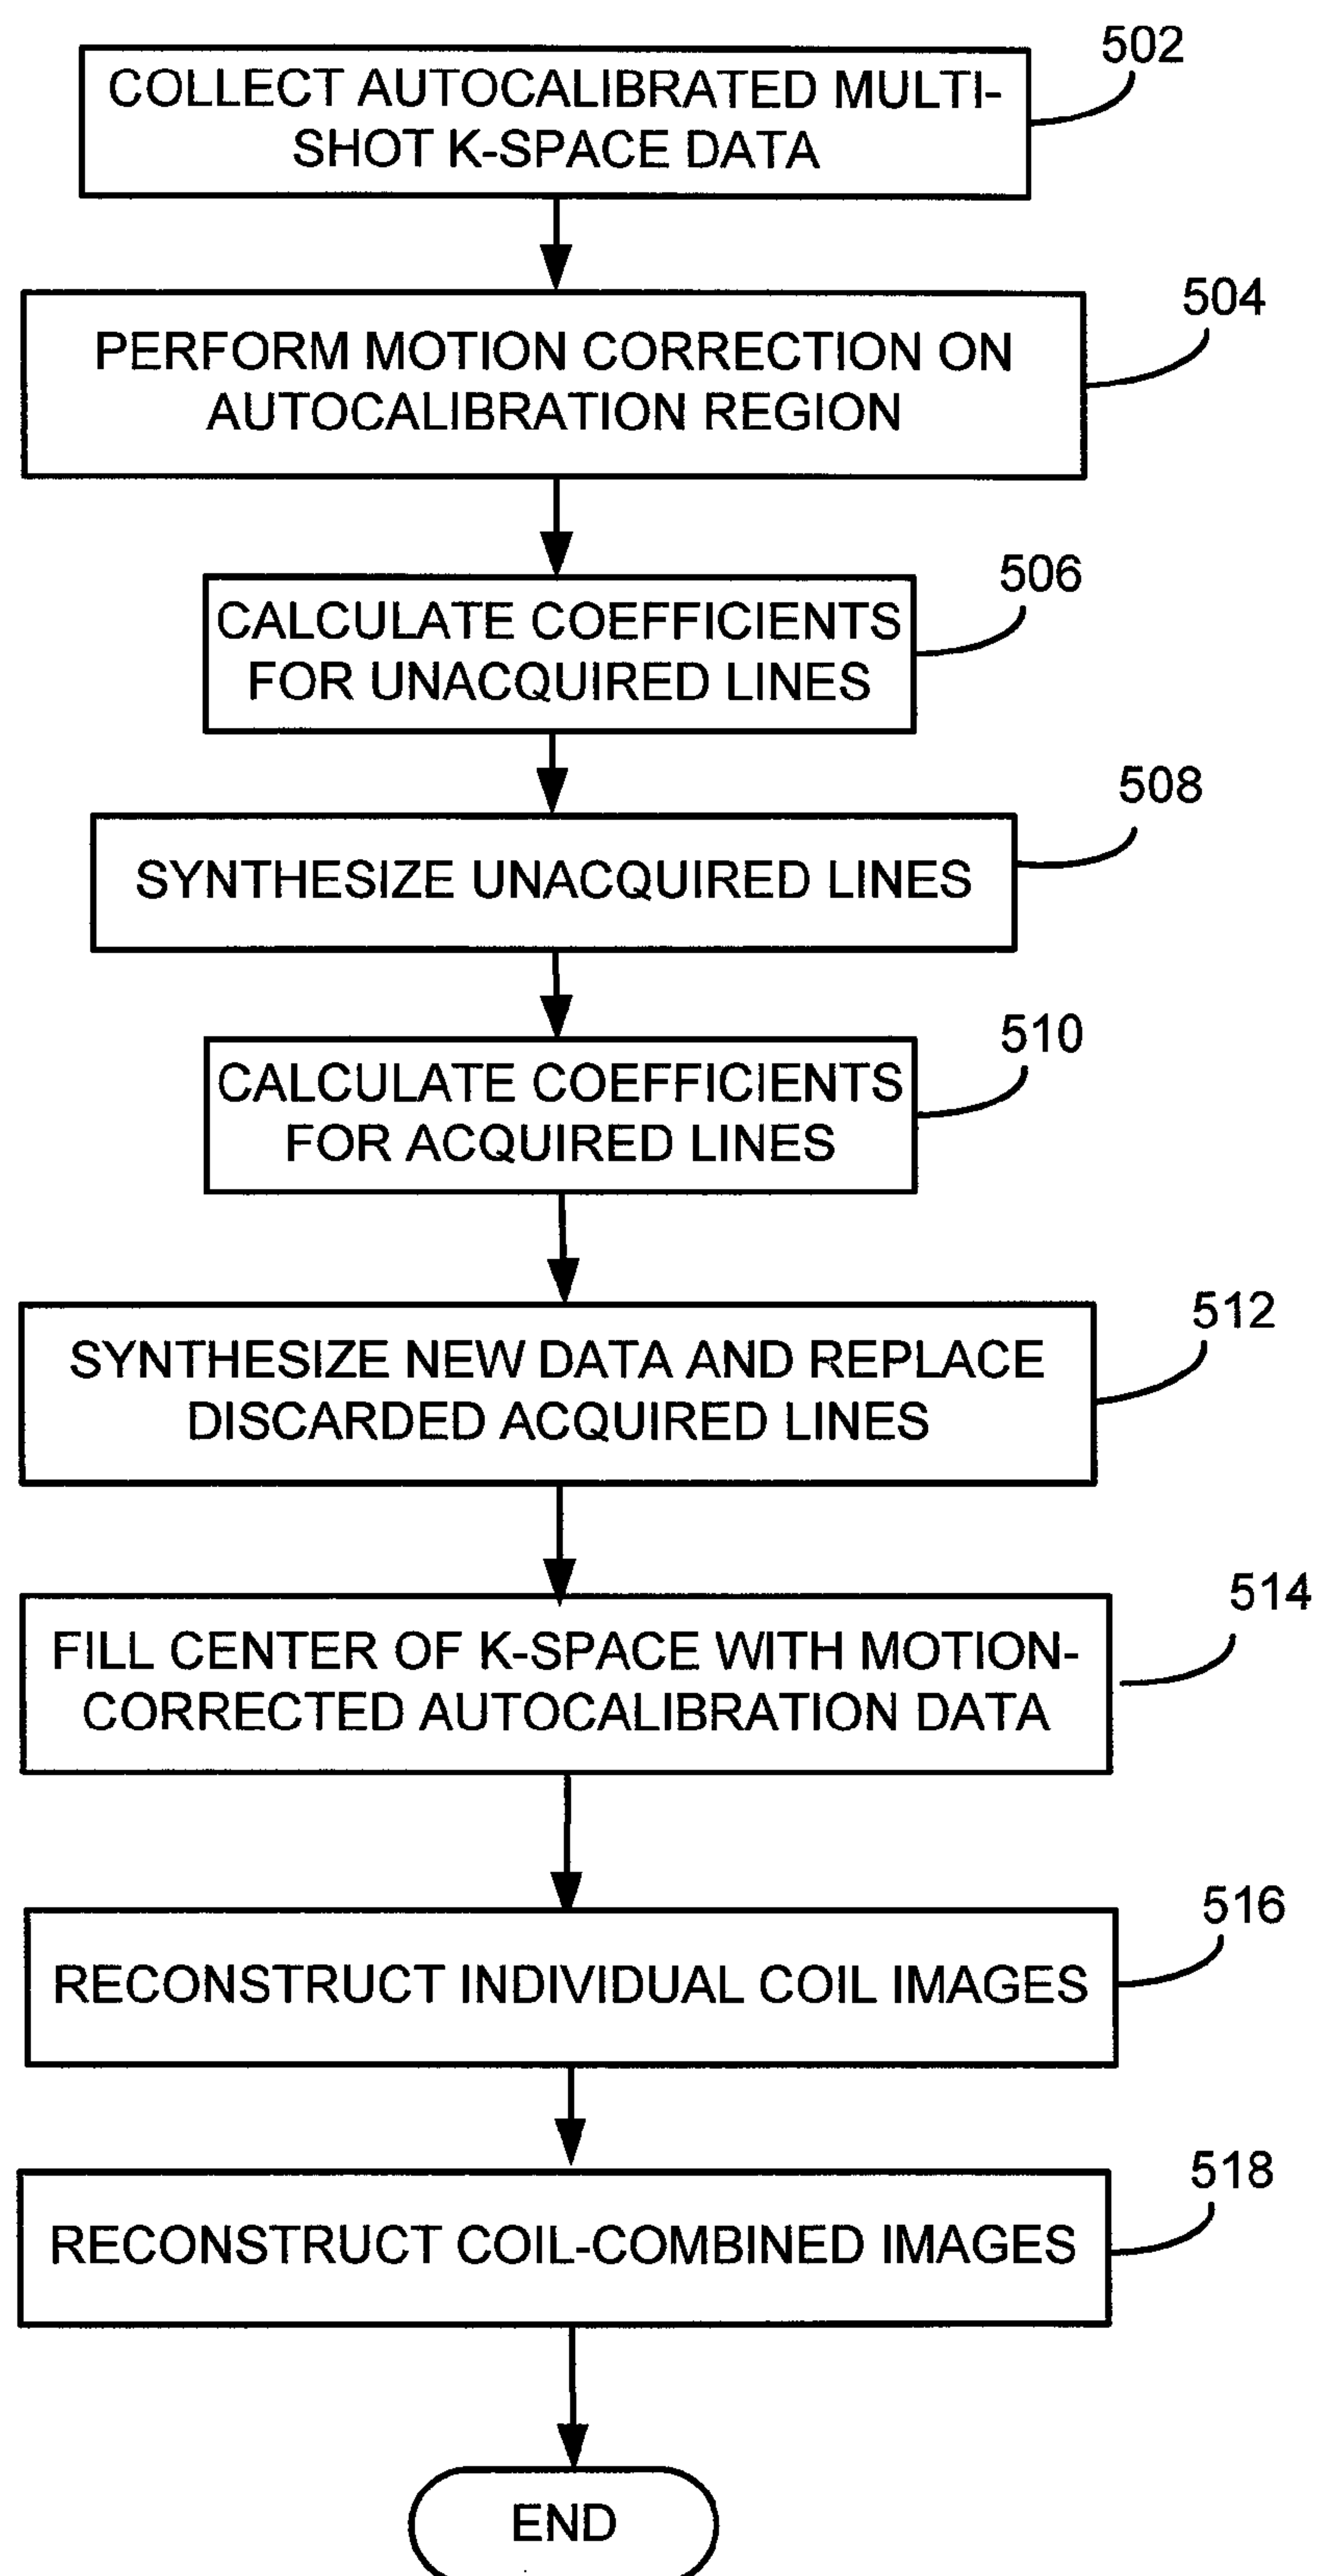 502
COLLECT AUTOCALIBRATED MULTI-
SHOT K-SPACE DATA
504
PERFORM MOTION CORRECTION ON
AUTOCALIBRATION REGION
506
CALCULATE COEFFICIENTS
FOR UNACQUIRED LINES
508
SYNTHESIZE UNACQUIRED LINES
510
CALCULATE COEFFICIENTS
FOR ACQUIRED LINES
512
SYNTHESIZE NEW DATA AND REPLACE
DISCARDED ACQUIRED LINES
514
FILL CENTER OF K-SPACE WITH MOTION-
CORRECTED AUTOCALIBRATION DATA
516
RECONSTRUCT INDIVIDUAL COIL IMAGES
518
RECONSTRUCT COIL-COMBINED IMAGES
END